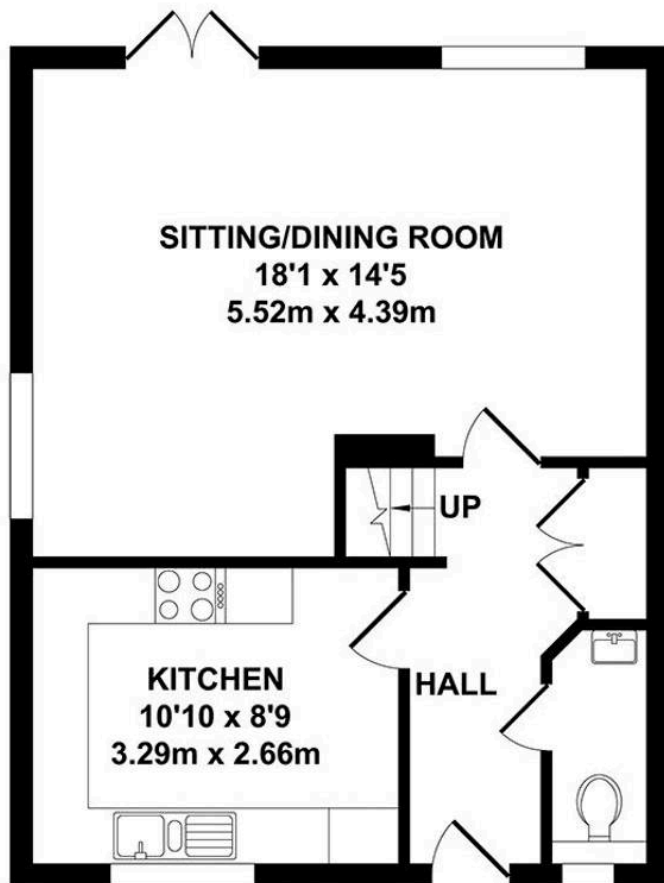 SITTING/DINING ROOM
18'1 x 14'5
5.52m x 4.39m
UP
KITCHEN
10'10 x 8'9
3.29m x 2.66m
HALL